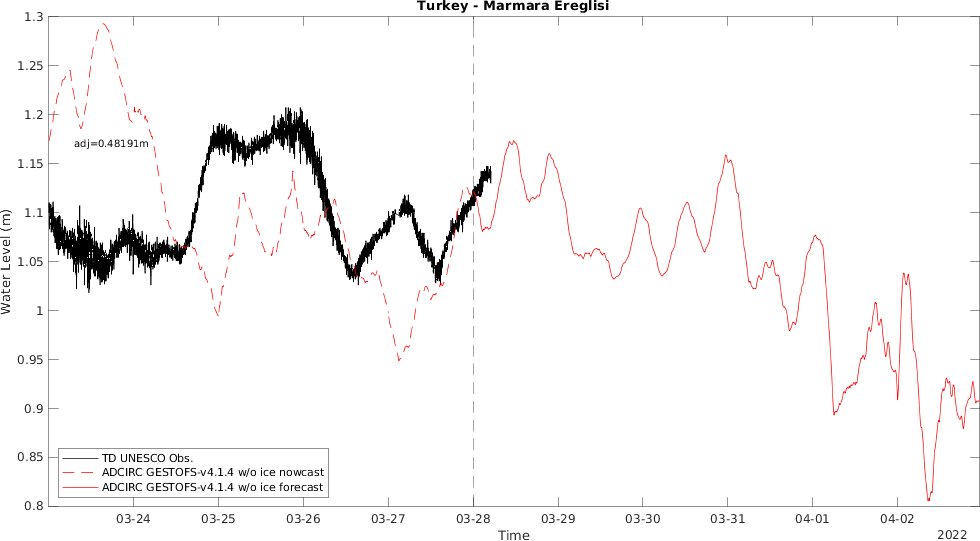 Turkey - Marmara Ereglisi
1.3
1.25
1.2
1.15
1.1
1.05
1
0.95
0.9
0.85
0.8
Water Level (m)
adj=0.48191m
TD UNESCO Obs.
ADCIRC GESTOFS-v4.1.4 w/o ice nowcast
ADCIRC GESTOFS-v4.1.4 w/o ice forecast
03-24 03-25 03-26 03-27 03-28 03-29 03-30 03-31 04-01 04-02
Time
2022